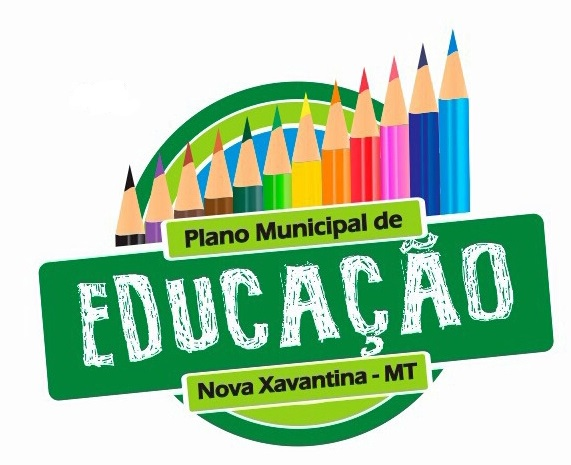 Plano Municipal de
EDUCAÇÃO
Nova Xavantina - MT